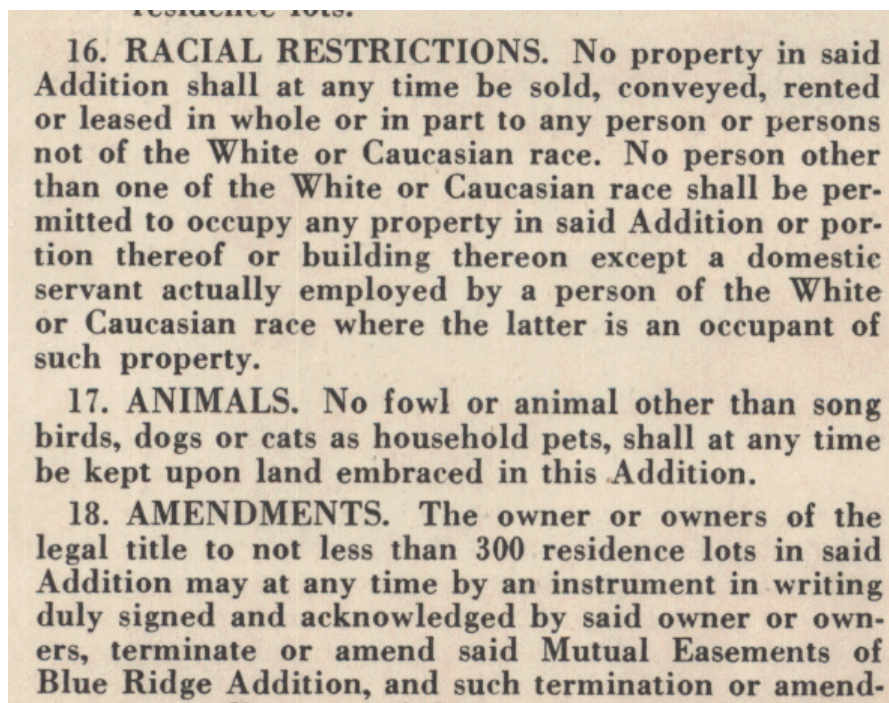 residence lots.
16. RACIAL RESTRICTIONS. No property in said
Addition shall at any time be sold, conveyed, rented
or leased in whole or in part to any person or persons
not of the White or Caucasian race. No person other
than one of the White or Caucasian race shall be per-
mitted to occupy any property in said Addition or por-
tion thereof or building thereon except a domestic
servant actually employed by a person of the White
or Caucasian race where the latter is an occupant of
such property.
17. ANIMALS. No fowl or animal other than song
birds, dogs or cats as household pets, shall at any time
be kept upon land embraced in this Addition.
18. AMENDMENTS. The owner or owners of the
legal title to not less than 300 residence lots in said
Addition may at any time by an instrument in writing
duly signed and acknowledged by said owner or own-
ers, terminate or amend said Mutual Easements of
Blue Ridge Addition, and such termination or amend-